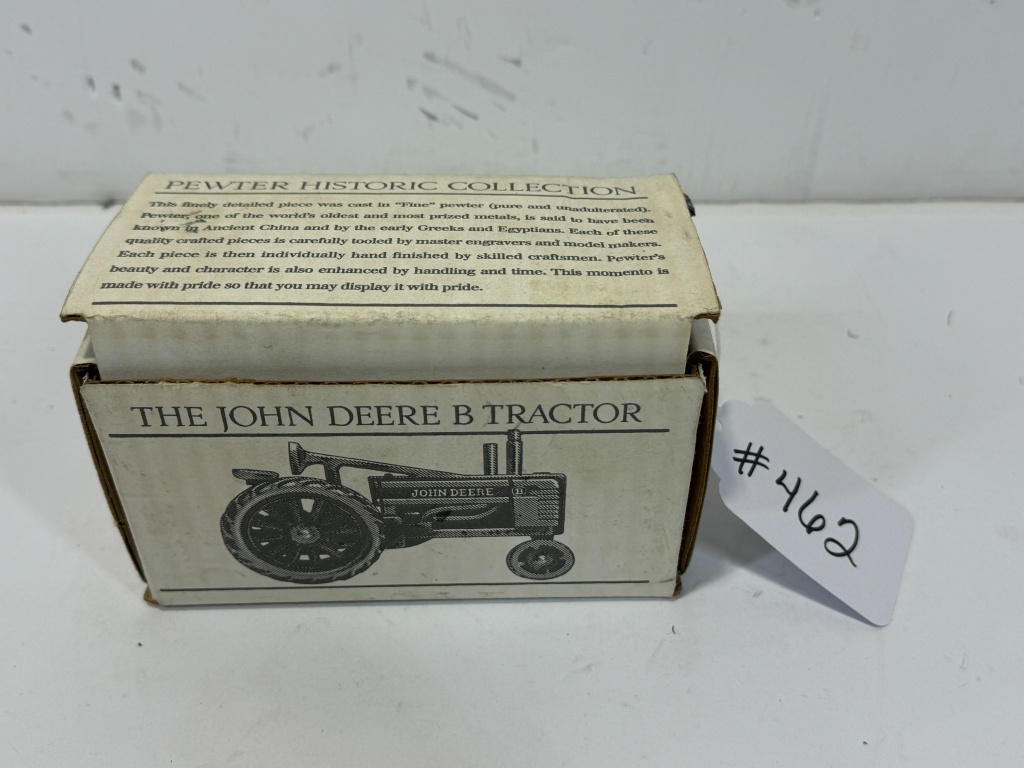 PEWTER HISTORIC COLLECTION
This finely detailed piece was cast in "Fine" pewter (pure and unadulterated).
Pewter, one of the world's oldest and most prized metals, is said to have been
known in Ancient China and by the early Greeks and Egyptians. Each of these
quality crafted pieces is carefully tooled by master engravers and model makers.
Each piece is then individually hand finished by skilled craftsmen. Pewter's
beauty and character is also enhanced by handling and time. This momento is
made with pride so that you may display it with pride.
THE JOHN DEERE B TRACTOR
JOHN DEERE B
#462